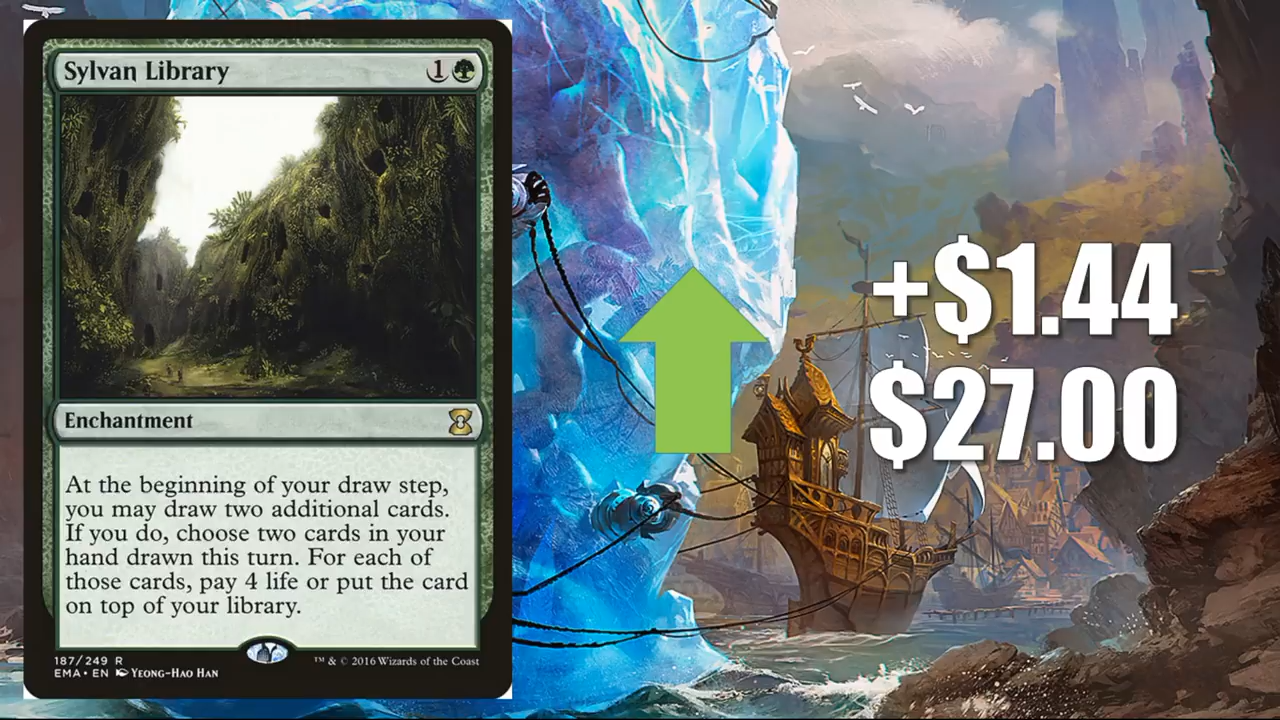 Sylvan Library 1
Enchantment
At the beginning of your draw step,
you may draw two additional cards.
If you do, choose two cards in your
hand drawn this turn. For each of
those cards, pay 4 life or put the card
on top of your library.
187/249 R
EMA • EN Yeong-Hao Han
™ & © 2016 Wizards of the Coast
+$1.44
$27.00